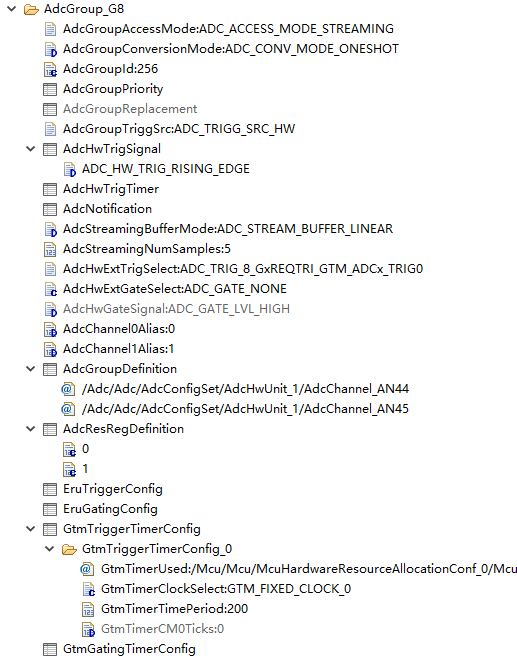 AdcGroup_G8
AdcGroupAccessMode:ADC_ACCESS_MODE_STREAMING
AdcGroupConversionMode:ADC_CONV_MODE_ONESHOT
AdcGroupId:256
AdcGroupPriority
AdcGroupReplacement
AdcGroupTriggSrc:ADC_TRIGG_SRC_HW
AdcHwTrigSignal
ADC_HW_TRIG_RISING_EDGE
AdcHwTrigTimer
AdcNotification
AdcStreamingBufferMode:ADC_STREAM_BUFFER_LINEAR
AdcStreamingNumSamples:5
AdcHwExtTrigSelect:ADC_TRIG_8_GxREQTRI_GTM_ADCx_TRIG0
AdcHwExtGateSelect:ADC_GATE_NONE
AdcHwGateSignal:ADC_GATE_LVL_HIGH
AdcChannel0Alias:0
AdcChannel1Alias:1
AdcGroupDefinition
/Adc/Adc/AdcConfigSet/AdcHwUnit_1/AdcChannel_AN44
/Adc/Adc/AdcConfigSet/AdcHwUnit_1/AdcChannel_AN45
AdcResRegDefinition
0
1
EruTriggerConfig
EruGatingConfig
GtmTriggerTimerConfig
GtmTriggerTimerConfig_0
GtmTimerUsed:/Mcu/Mcu/McuHardwareResourceAllocationConf_0/Mcu
GtmTimerClockSelect:GTM_FIXED_CLOCK_0
GtmTimerTimePeriod:200
GtmTimerCM0Ticks:0
GtmGatingTimerConfig